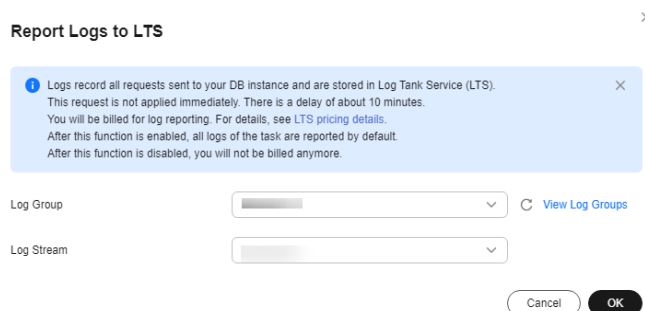 Report Logs to LTS
Logs record all requests sent to your DB instance and are stored in Log Tank Service (LTS).
This request is not applied immediately. There is a delay of about 10 minutes.
You will be billed for log reporting. For details, see LTS pricing details.
After this function is enabled, all logs of the task are reported by default.
After this function is disabled, you will not be billed anymore.
Log Group
View Log Groups
Log Stream
Cancel
OK